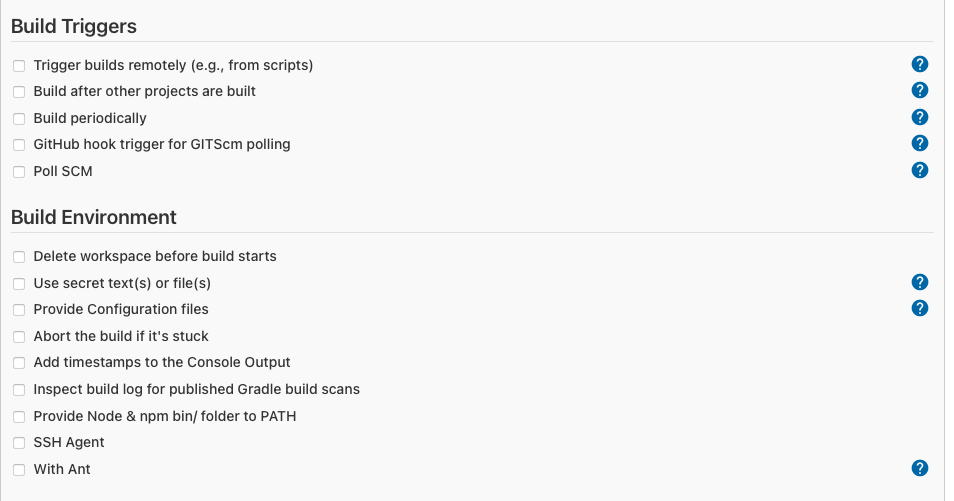 Build Triggers
Trigger builds remotely (e.g., from scripts)
?
Build after other projects are built
?
Build periodically
?
GitHub hook trigger for GITScm polling
?
Poll SCM
?
Build Environment
Delete workspace before build starts
Use secret text(s) or file(s)
?
Provide Configuration files
?
Abort the build if it's stuck
Add timestamps to the Console Output
Inspect build log for published Gradle build scans
Provide Node & npm bin/ folder to PATH
SSH Agent
With Ant
?